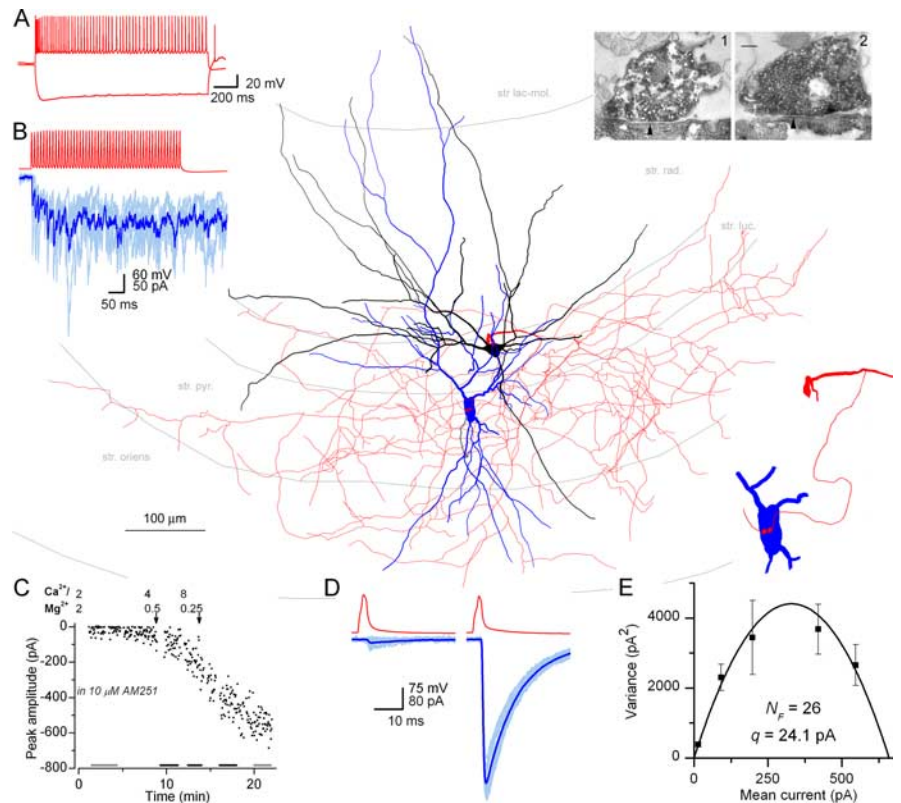 A
20 mV
200 ms
1
2
str lac-mol.
B
60 mV
50 pA
50 ms
str. rad.
str. luc.
str. pyr.
str. oriens
100 µm
C
Ca²⁺/ 2 4 8
Mg²⁺ 2 0.5 0.25
0
-200
-400
-600
-800
Peak amplitude (pA)
in 10 µM AM251
0 10 20
Time (min)
D
75 mV
80 pA
10 ms
E
4000
2000
0
Variance (pA²)
N_F = 26
q = 24.1 pA
0 250 500
Mean current (pA)